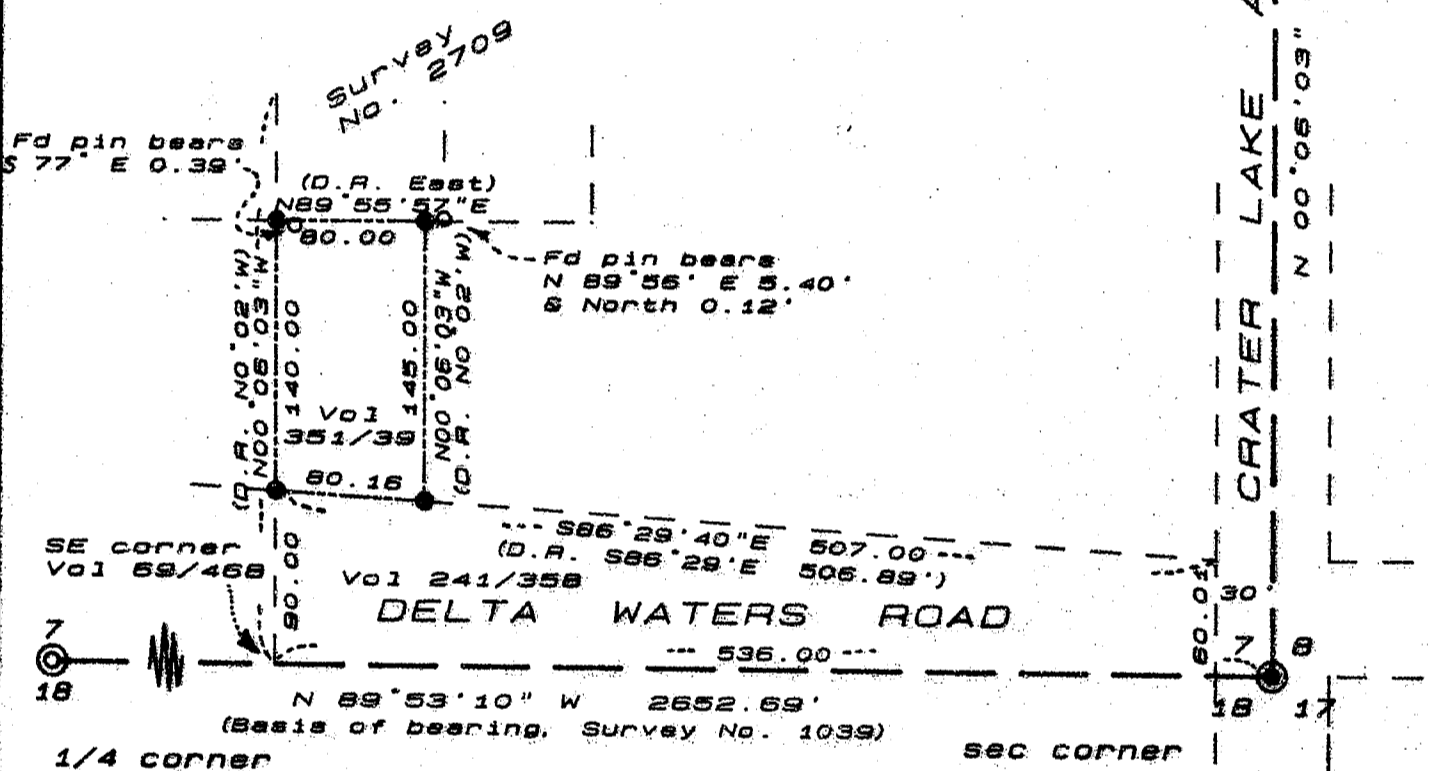 Survey
No. 2709
Fd pin bears
S 77° E 0.39'
(D.R. East)
N89°55'57"E
80.00
Fd pin bears
N 89°56' E 5.40'
& North 0.12'
(D.R. N0°02'W)
N00°06'03"W
140.00
145.00
N00°06'03"W
(D.R. N0°02'W)
Vol
351/39
80.16
CRATER LAKE
N 00°06'03"
--- S86°29'40"E 507.00 ---
(D.R. S86°29'E 506.89')
SE corner
Vol 69/468
90.00
Vol 241/358
DELTA WATERS ROAD
60.01
30
--- 536.00 ---
7
18
7
8
18
17
N 89°53'10" W 2652.69'
(Basis of bearing, Survey No. 1039)
1/4 corner
sec corner